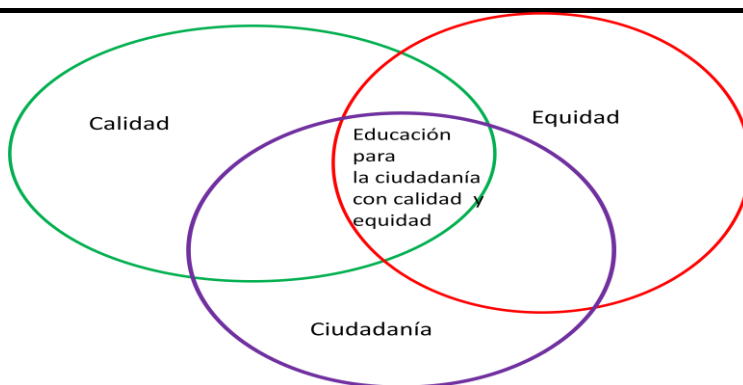 Calidad
Equidad
Educación
para
la ciudadanía
con calidad y
equidad
Ciudadanía